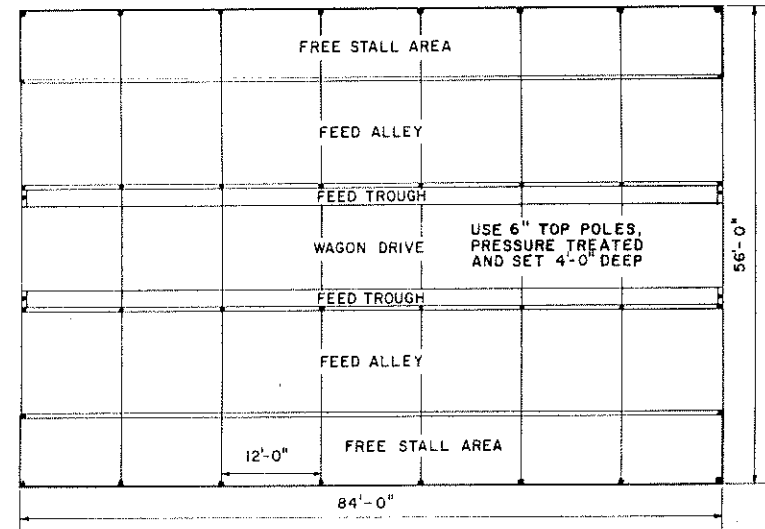 FREE STALL AREA
FEED ALLEY
FEED TROUGH
WAGON DRIVE
USE 6" TOP POLES,
PRESSURE TREATED
AND SET 4'-0" DEEP
56'-0"
FEED TROUGH
FEED ALLEY
FREE STALL AREA
12'-0"
84'-0"